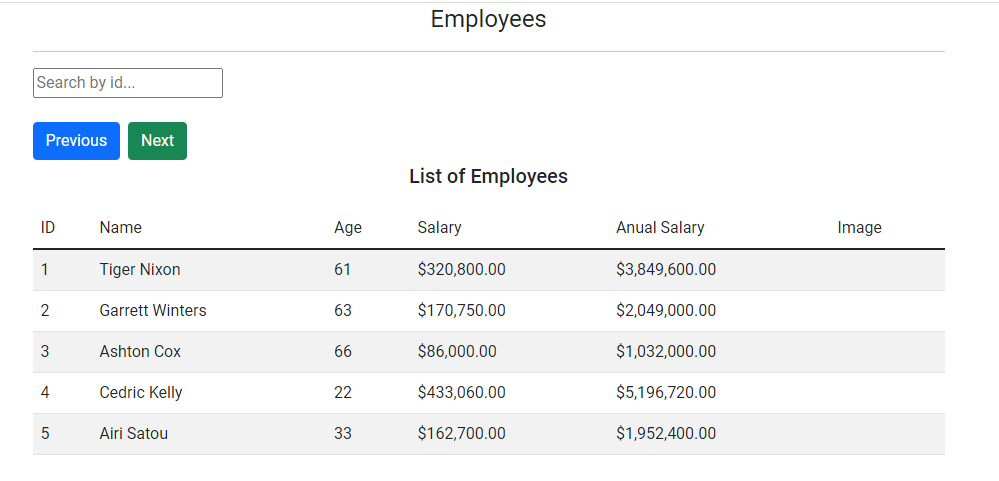 Employees
Search by id...
Previous Next
List of Employees
ID Name Age Salary Anual Salary Image
1 Tiger Nixon 61 $320,800.00 $3,849,600.00
2 Garrett Winters 63 $170,750.00 $2,049,000.00
3 Ashton Cox 66 $86,000.00 $1,032,000.00
4 Cedric Kelly 22 $433,060.00 $5,196,720.00
5 Airi Satou 33 $162,700.00 $1,952,400.00